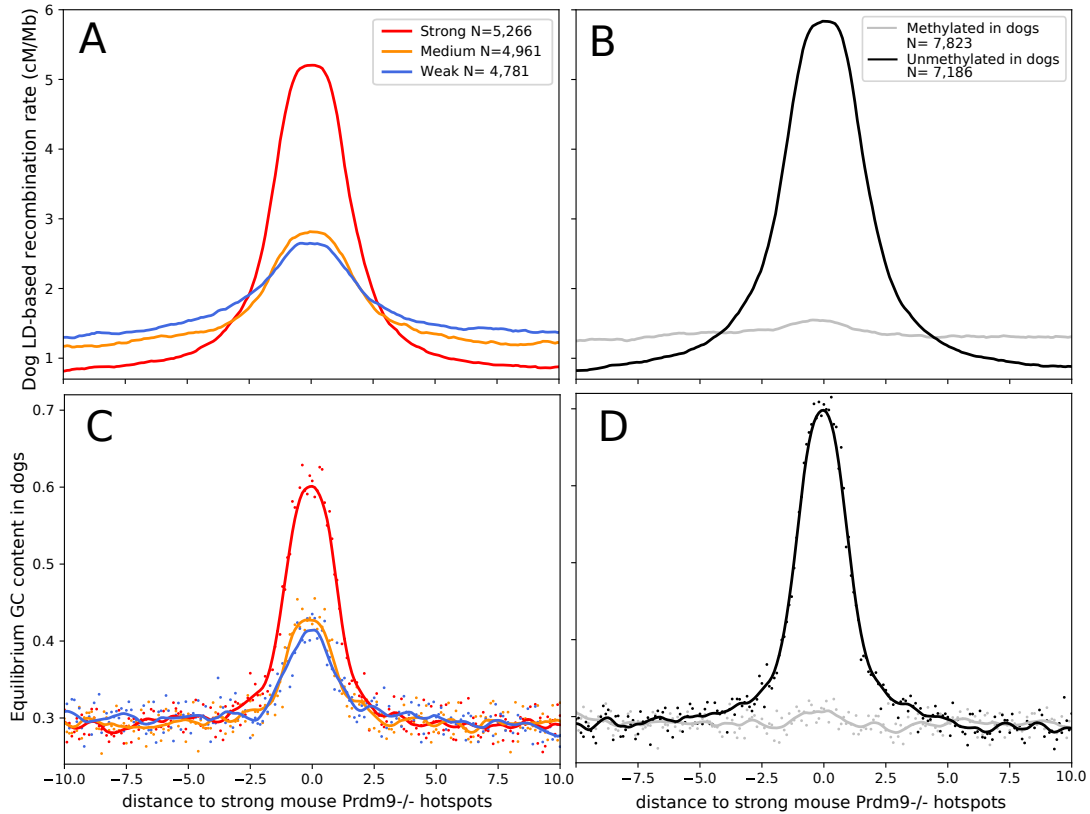 A
Strong N=5,266
Medium N=4,961
Weak N= 4,781
Dog LD-based recombination rate (cM/Mb)
6
5
4
3
2
1
B
Methylated in dogs
N= 7,823
Unmethylated in dogs
N= 7,186
C
Equilibrium GC content in dogs
0.7
0.6
0.5
0.4
0.3
−10.0 −7.5 −5.0 −2.5 0.0 2.5 5.0 7.5 10.0
distance to strong mouse Prdm9-/- hotspots
D
−7.5 −5.0 −2.5 0.0 2.5 5.0 7.5 10.0
distance to strong mouse Prdm9-/- hotspots